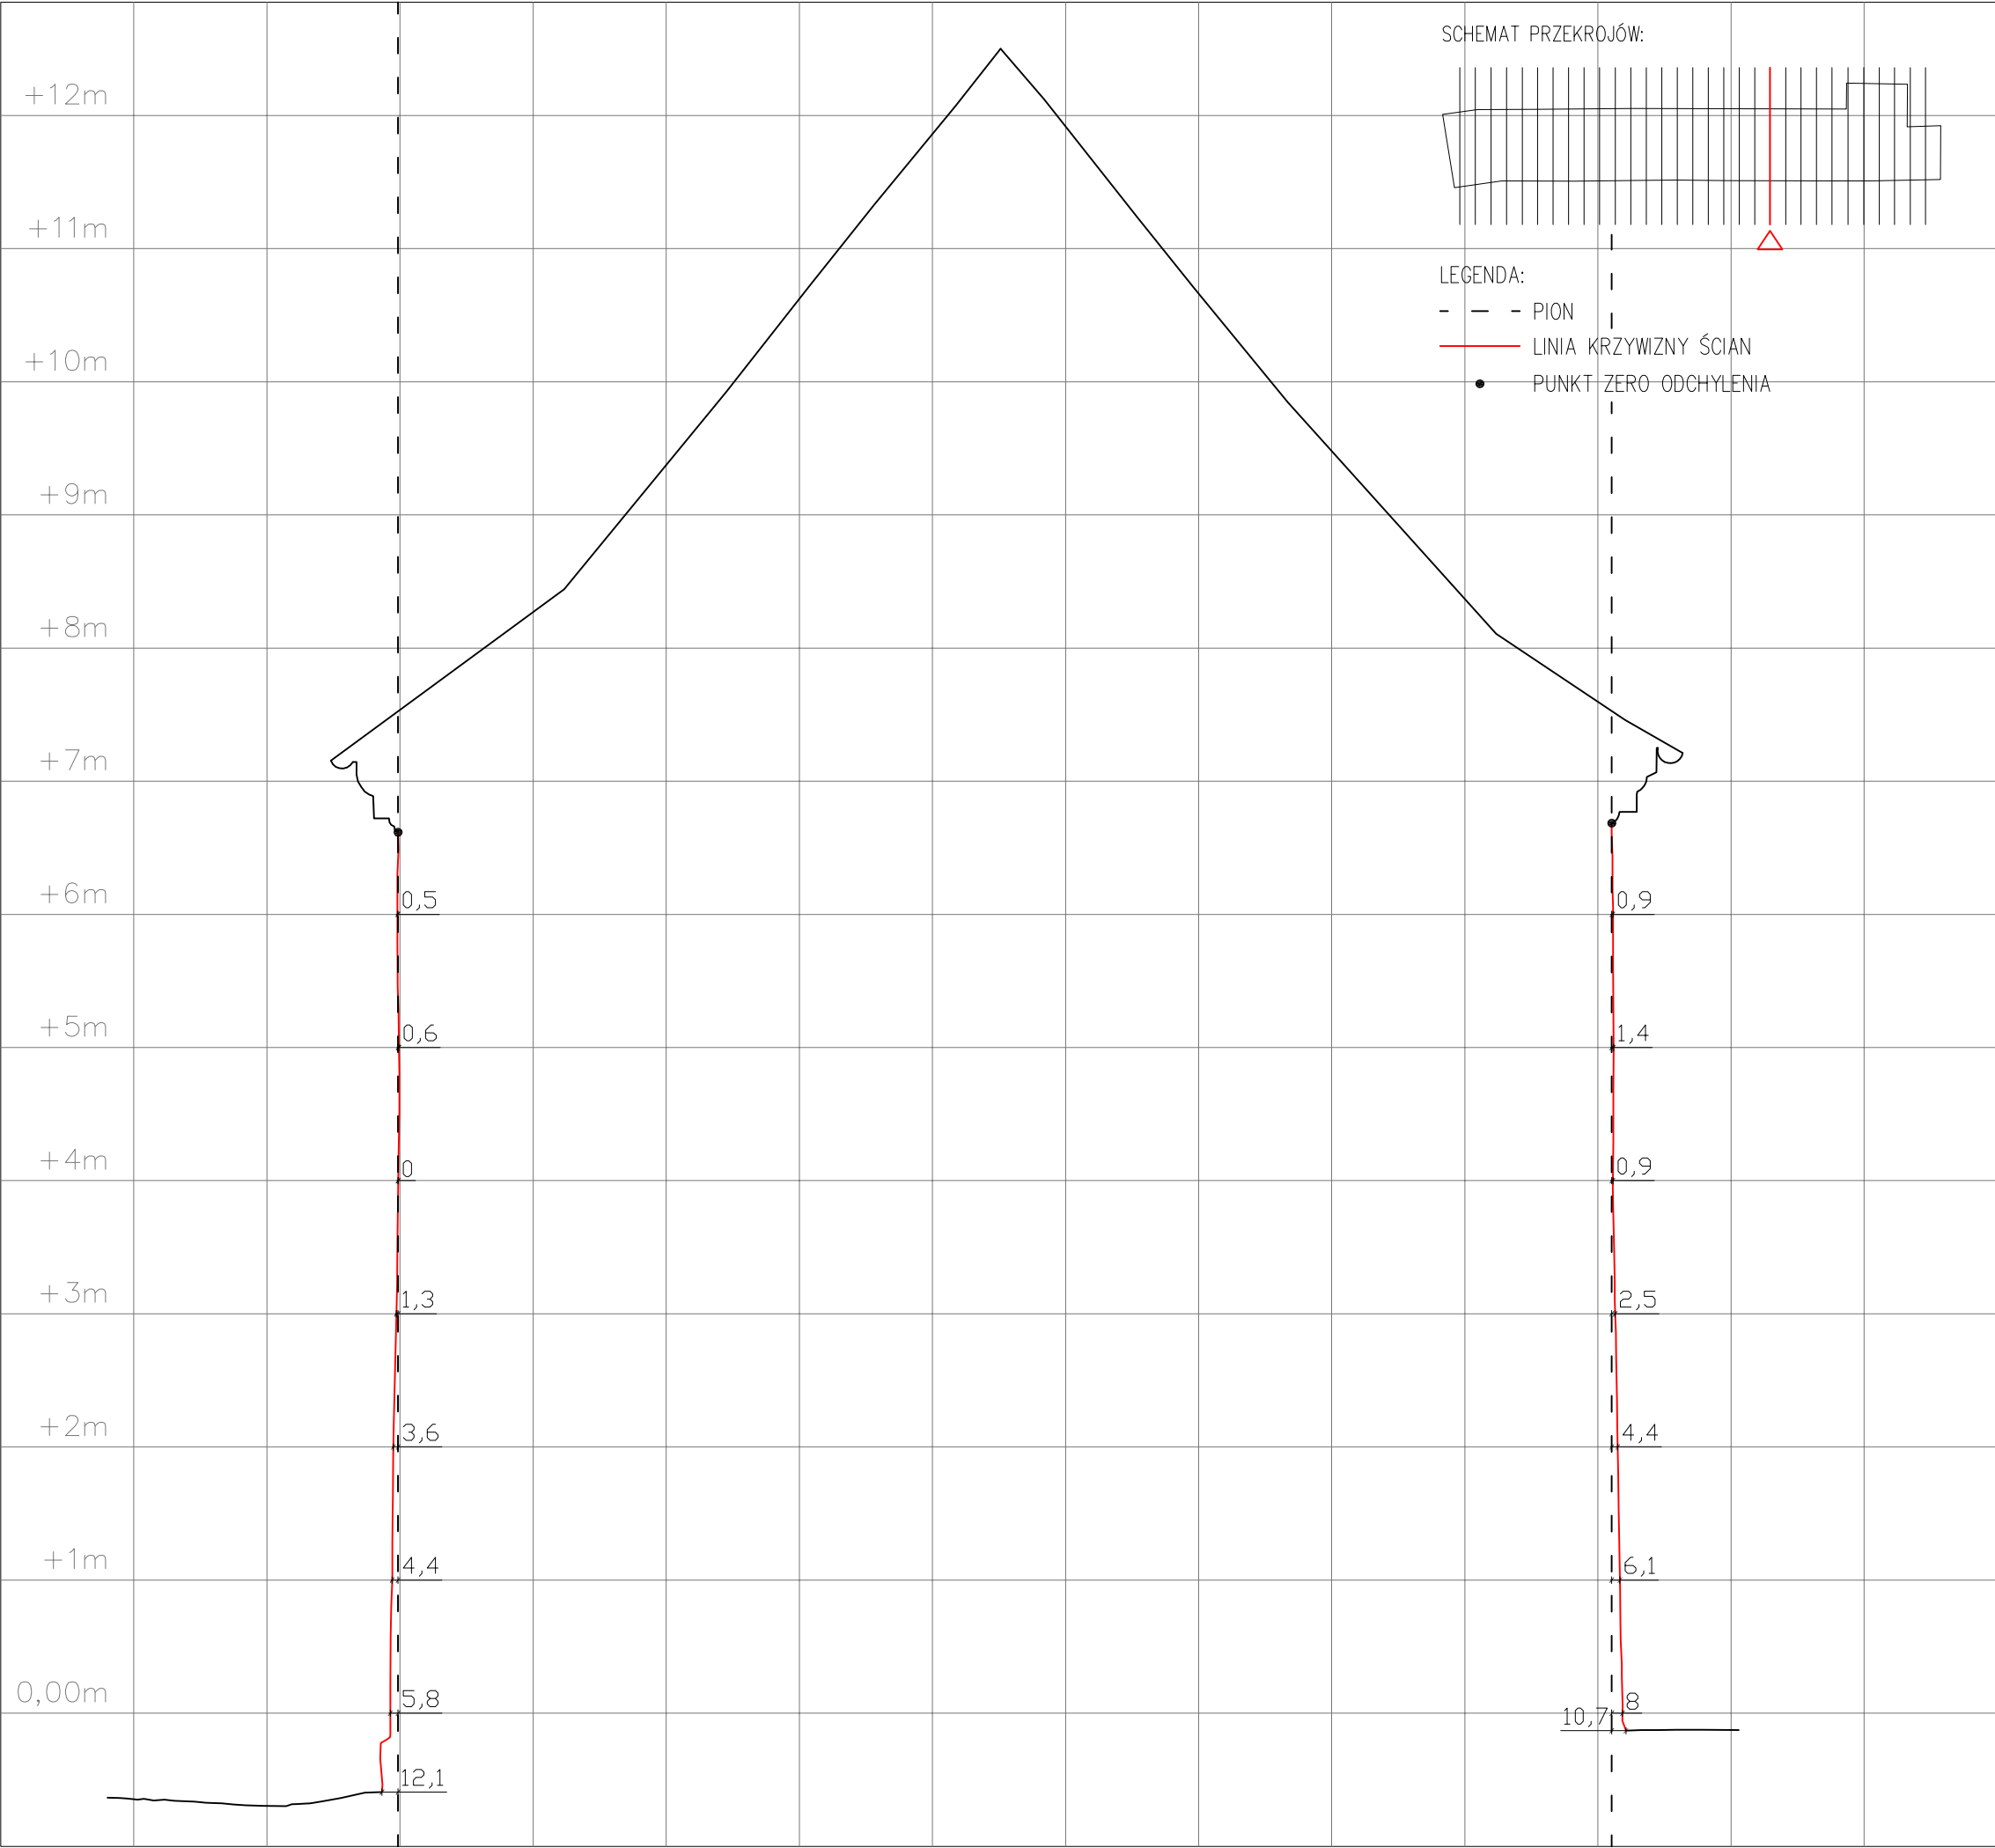 SCHEMAT PRZEKROJÓW:
+12m
+11m
LEGENDA:
PION
LINIA KRZYWIZNY ŚCIAN
+10m
PUNKT ZERO ODCHYLENIA
+9m
+8m
+7m
+6m 0,5 0,9
+5m 0,6 1,4
+4m 0 0,9
+3m 1,3 2,5
+2m 3,6 4,4
+1m 4,4 6,1
0,00m 5,8 8
10,7
12,1